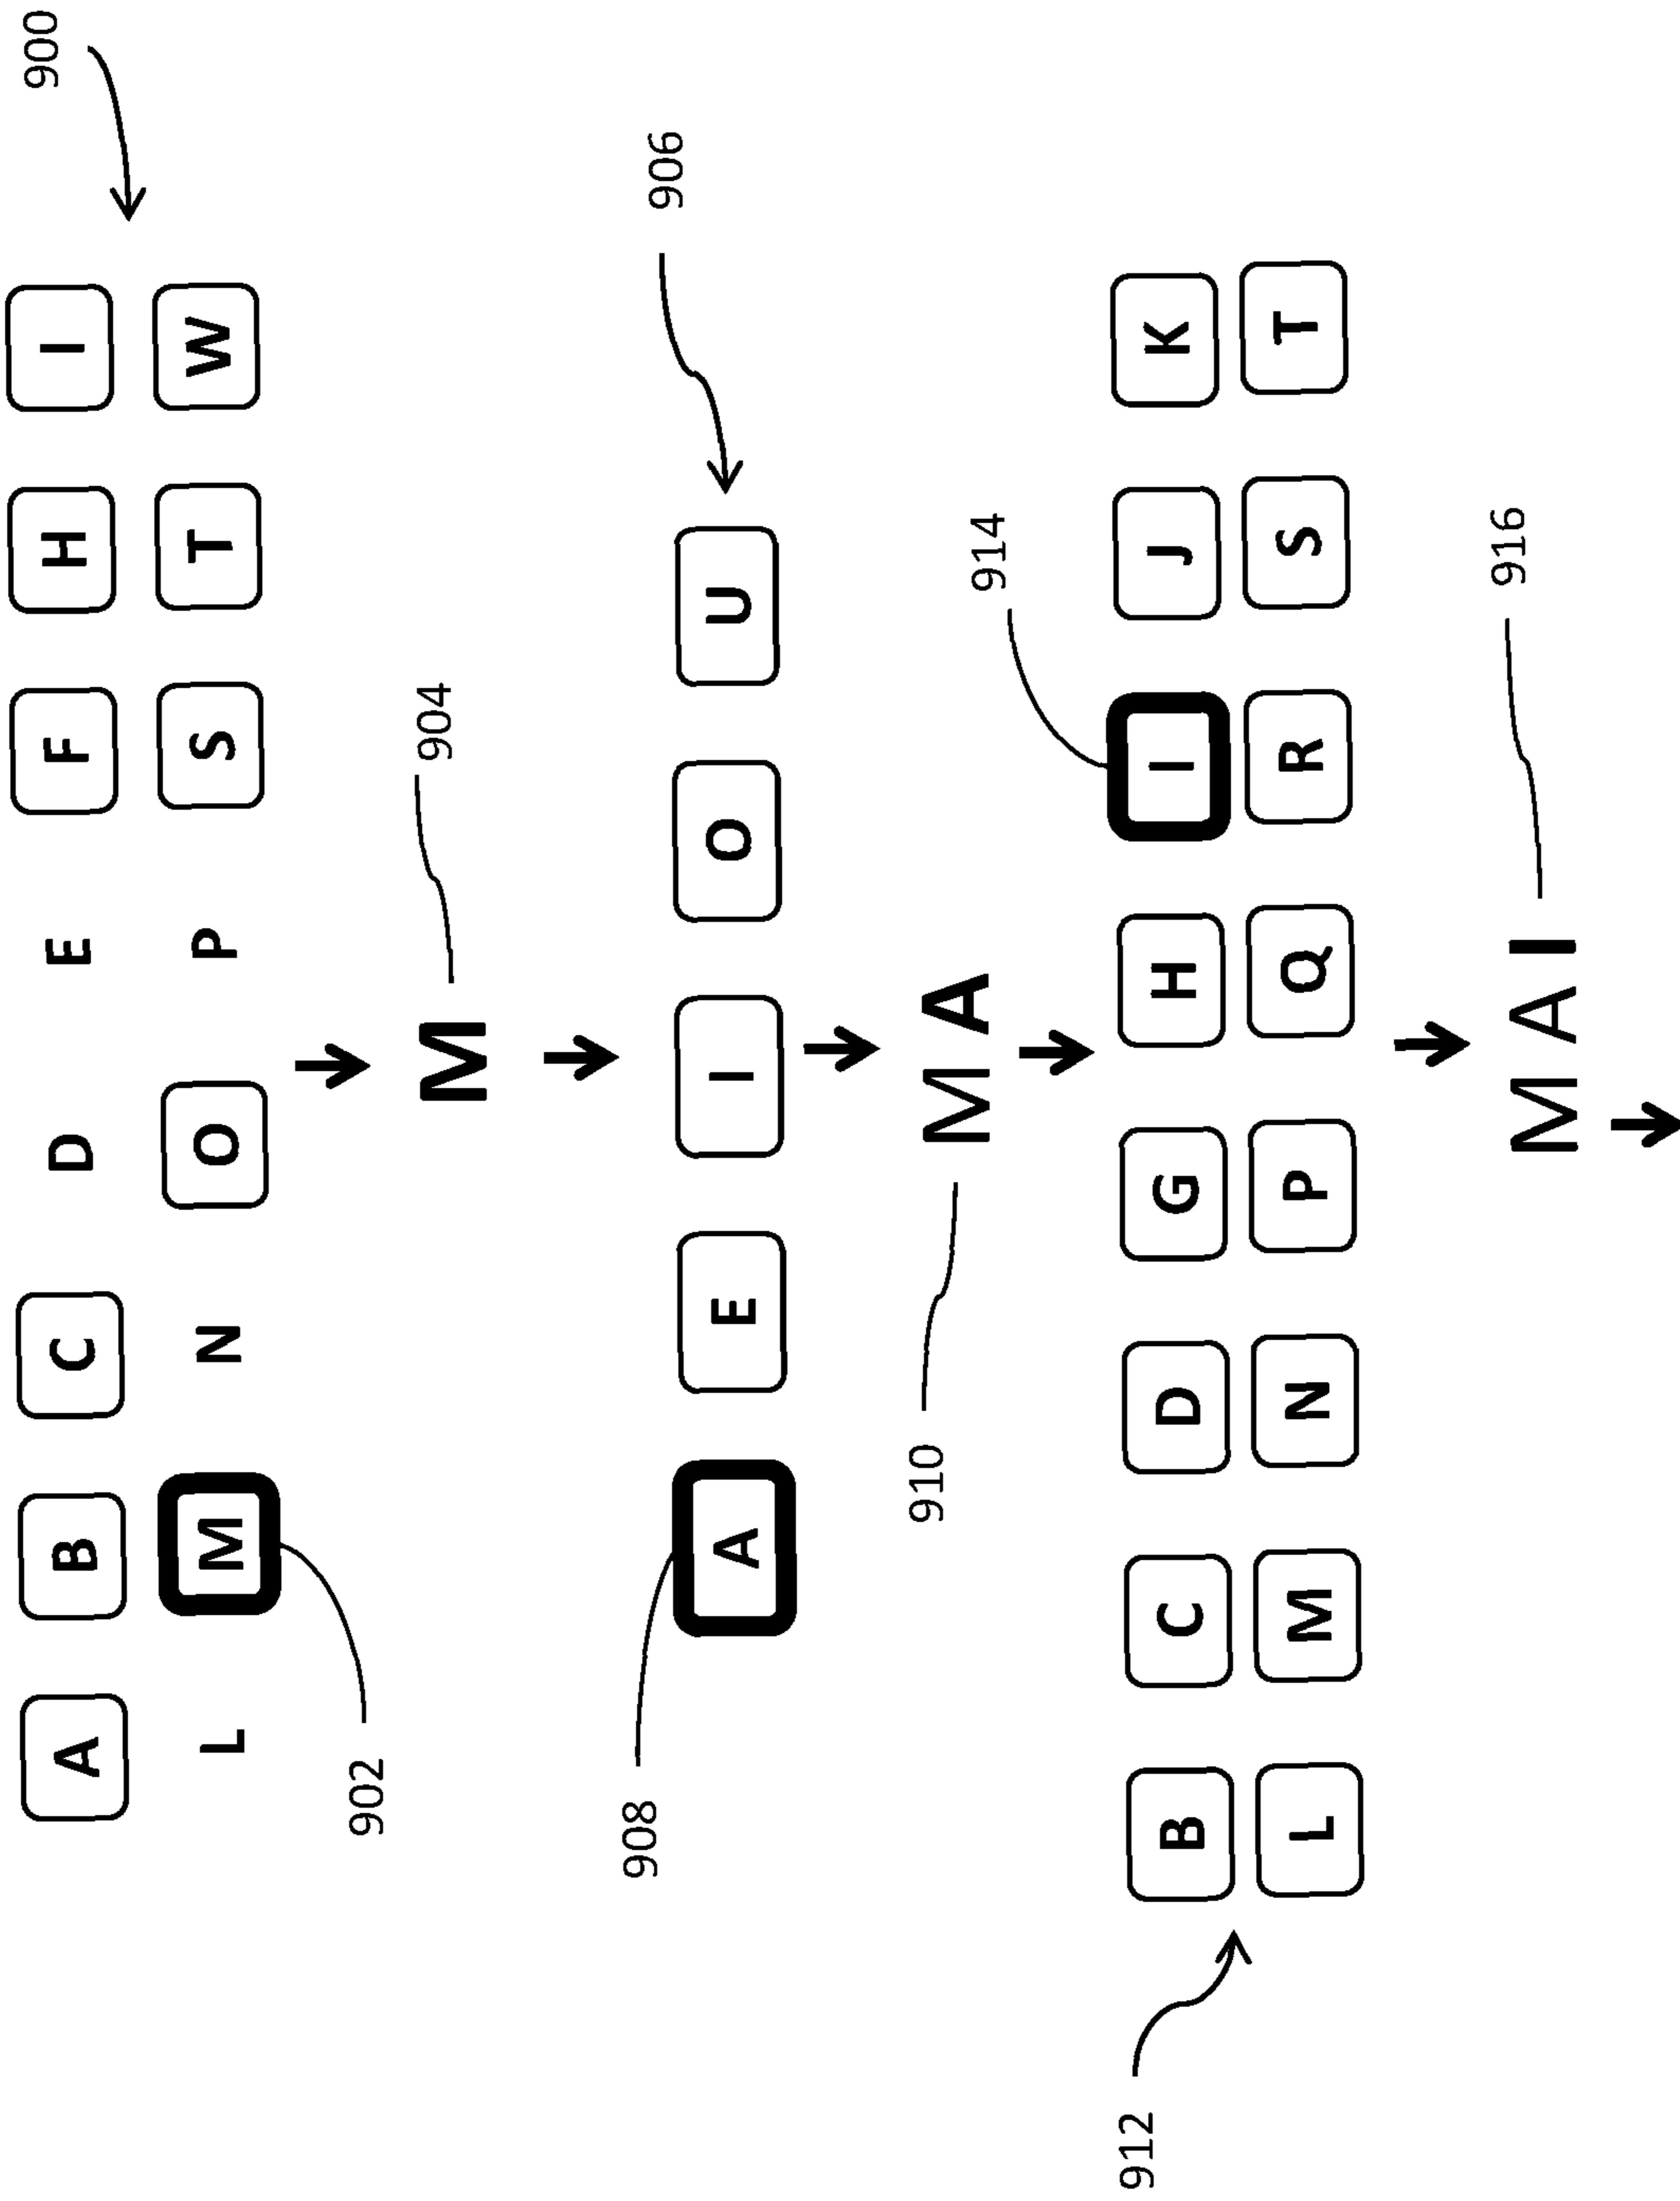 900
A B C D E F H I
L M N O P S T W
902
904
M
908
906
A E I O U
910
M A
914
912
B C D G H I J K
L M N P Q R S T
916
M A I